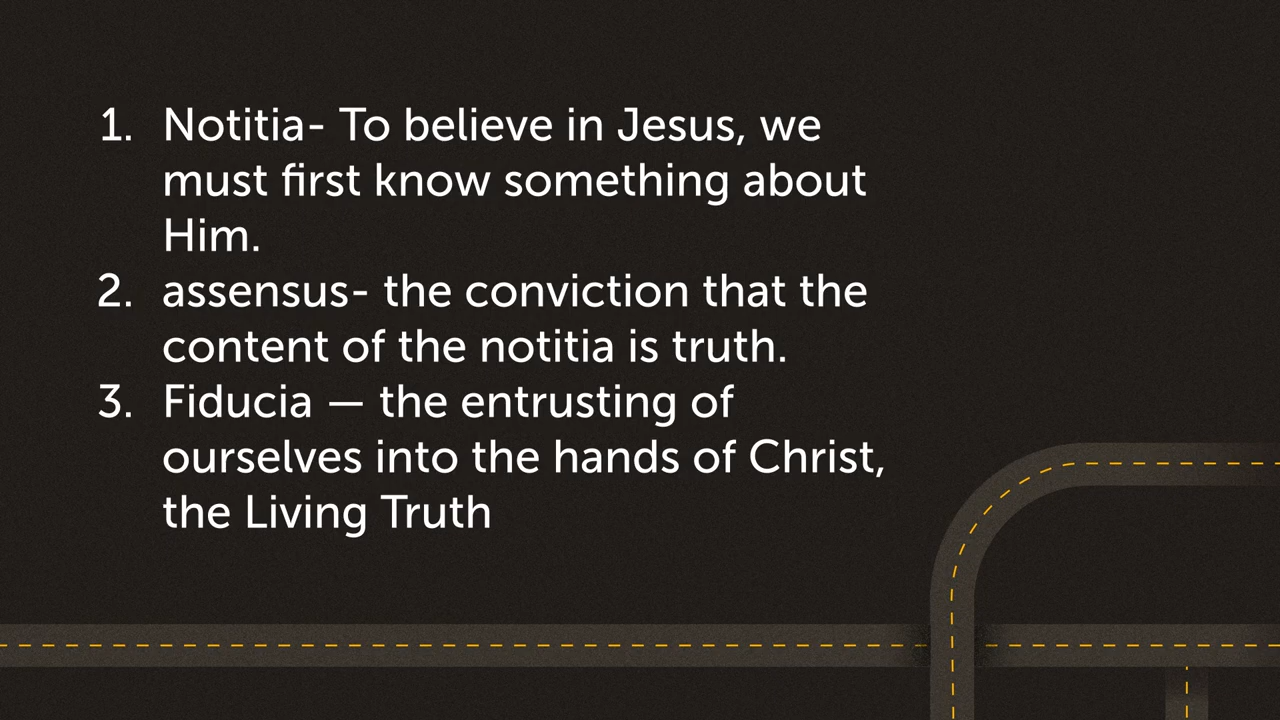 1. Notitia- To believe in Jesus, we
must first know something about
Him.
2. assensus- the conviction that the
content of the notitia is truth.
3. Fiducia — the entrusting of
ourselves into the hands of Christ,
the Living Truth